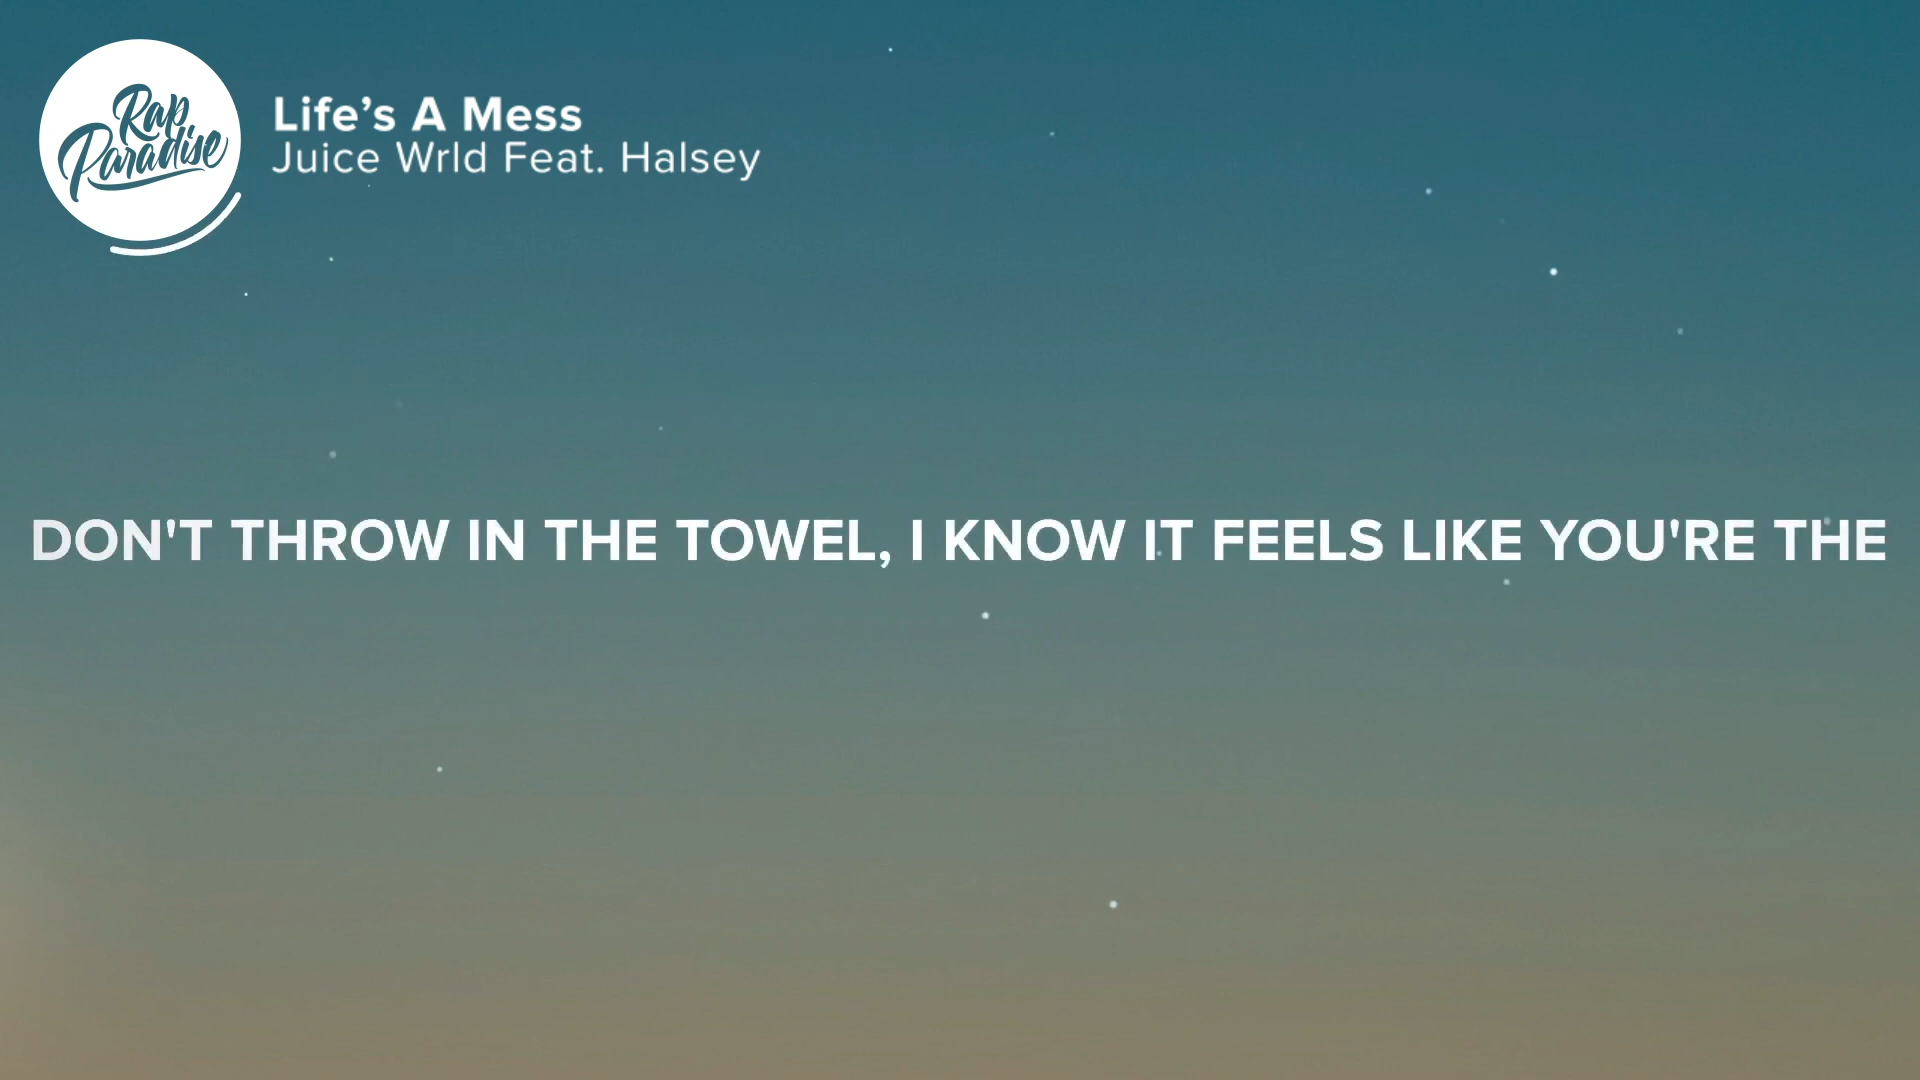 Rap
Paradise
Life’s A Mess
Juice Wrld Feat. Halsey
DON'T THROW IN THE TOWEL, I KNOW IT FEELS LIKE YOU'RE THE